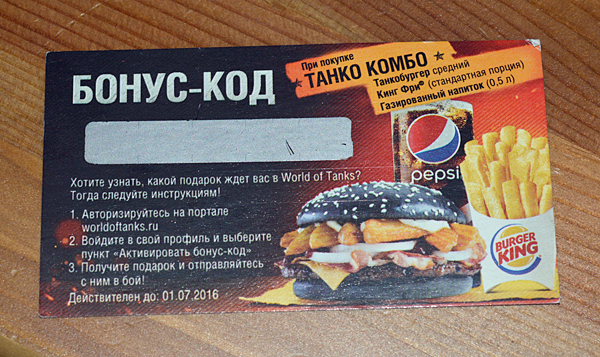 БОНУС-КОД
При покупке
ТАНКО КОМБО
Танкобургер средний
Кинг Фри® (стандартная порция)
Газированный напиток (0,5 л)
pepsi
Хотите узнать, какой подарок ждет вас в World of Tanks?
Тогда следуйте инструкциям!
1. Авторизируйтесь на портале
worldoftanks.ru
2. Войдите в свой профиль и выберите
пункт «Активировать бонус-код»
3. Получите подарок и отправляйтесь
с ним в бой!
Действителен до: 01.07.2016
BURGER
KING